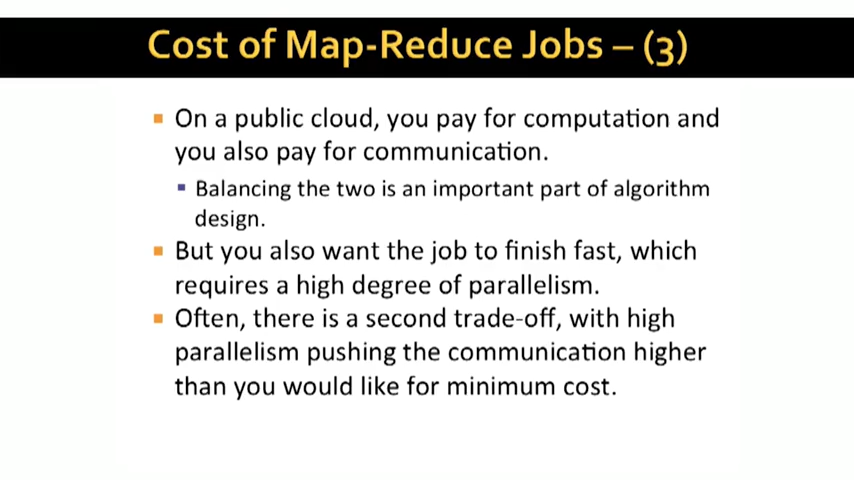 Cost of Map-Reduce Jobs – (3)
On a public cloud, you pay for computation and
you also pay for communication.
Balancing the two is an important part of algorithm
design.
But you also want the job to finish fast, which
requires a high degree of parallelism.
Often, there is a second trade-off, with high
parallelism pushing the communication higher
than you would like for minimum cost.